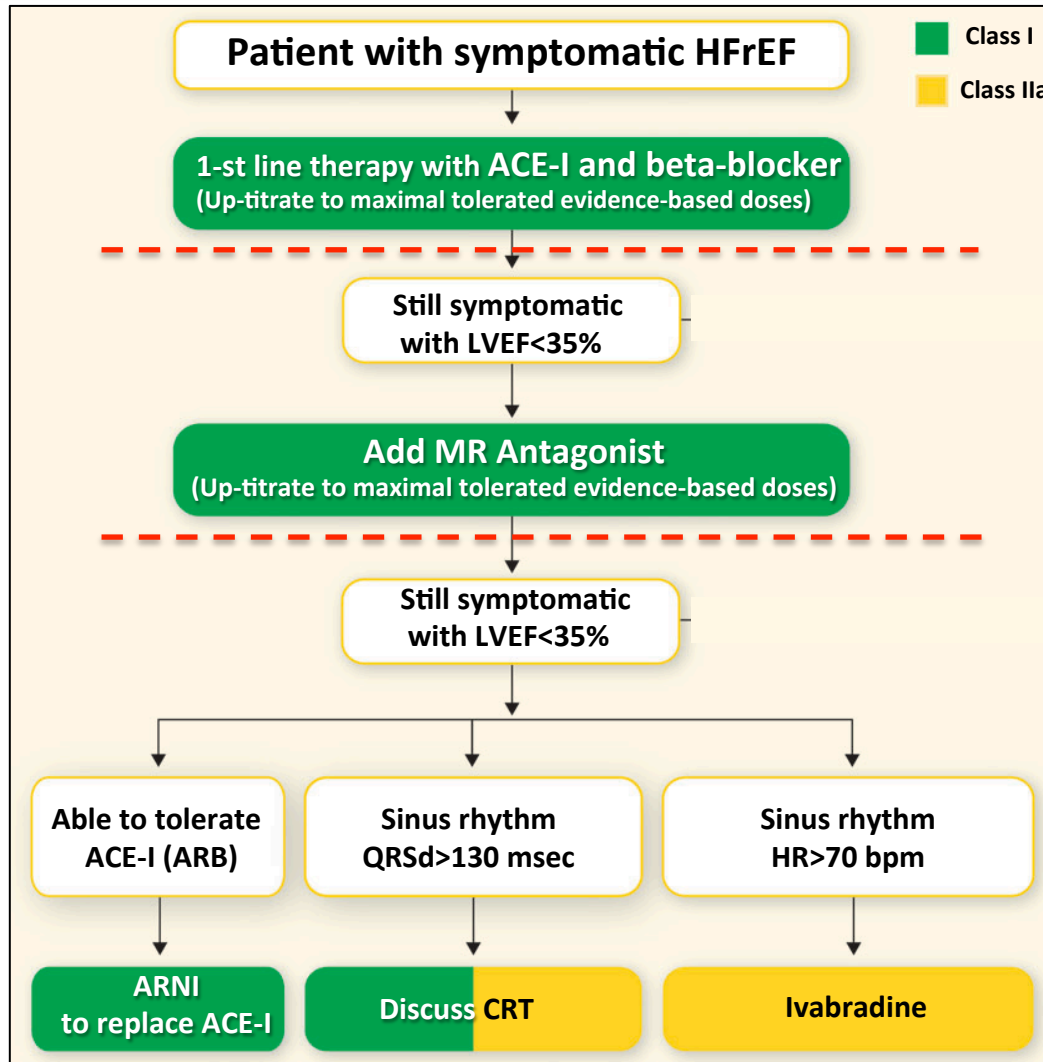 Patient with symptomatic HFrEF
Class I
Class IIa
1-st line therapy with ACE-I and beta-blocker
(Up-titrate to maximal tolerated evidence-based doses)
Still symptomatic
with LVEF<35%
Add MR Antagonist
(Up-titrate to maximal tolerated evidence-based doses)
Still symptomatic
with LVEF<35%
Able to tolerate
ACE-I (ARB)
Sinus rhythm
QRSd>130 msec
Sinus rhythm
HR>70 bpm
ARNI
to replace ACE-I
Discuss CRT
Ivabradine